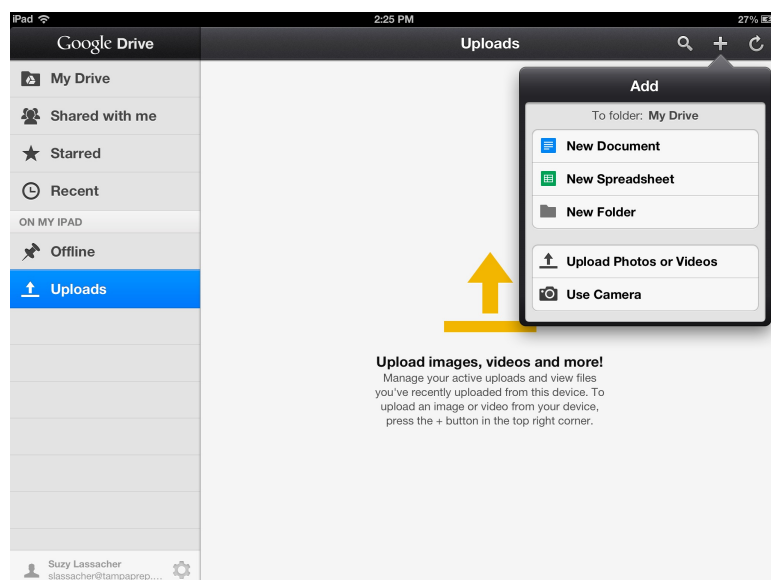 iPad
2:25 PM
27%
Google Drive
Uploads
My Drive
Shared with me
Starred
Recent
ON MY IPAD
Offline
Uploads
Add
To folder: My Drive
New Document
New Spreadsheet
New Folder
Upload Photos or Videos
Use Camera
Upload images, videos and more!
Manage your active uploads and view files
you've recently uploaded from this device. To
upload an image or video from your device,
press the + button in the top right corner.
Suzy Lassacher
slassacher@tampaprep....